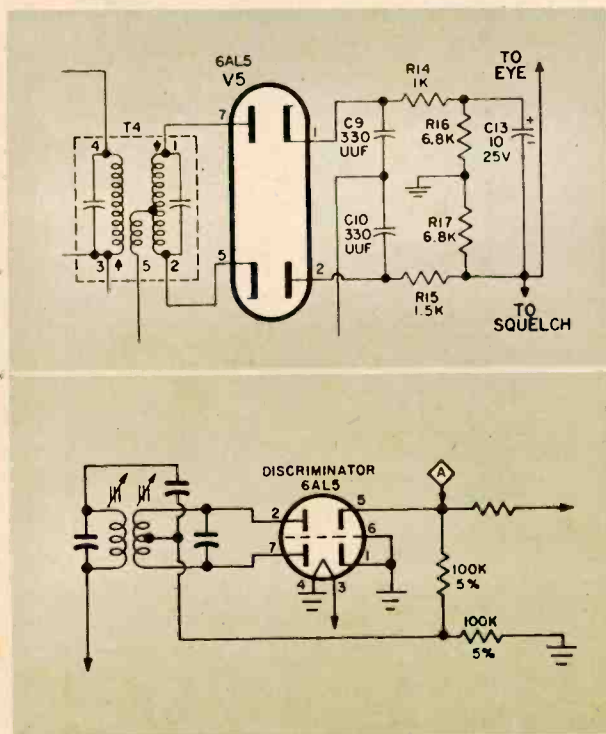 6AL5
V5
T4
4
3
1
5
2
7
5
1
2
C9
330
UUF
C10
330
UUF
R14
1K
R16
6.8K
R17
6.8K
R15
1.5K
C13
10
25V
+
−
TO
EYE
TO
SQUELCH
DISCRIMINATOR
6AL5
2
7
4
3
5
6
1
A
100K
5%
100K
5%